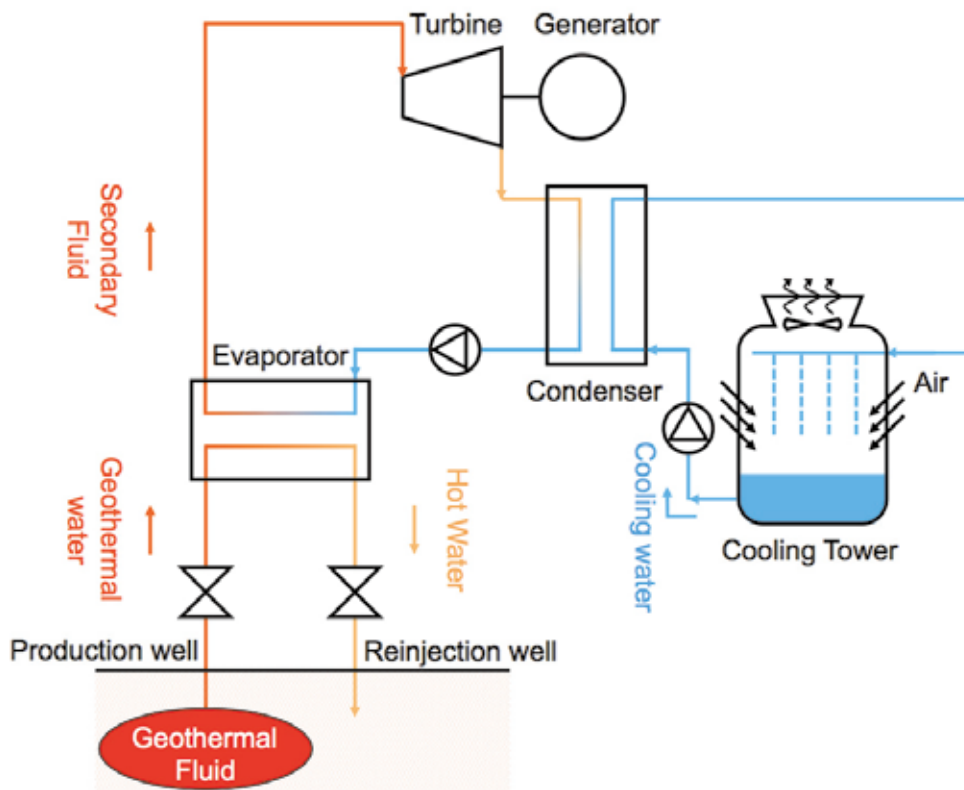 Turbine
Generator
Secondary
Fluid
Evaporator
Condenser
Air
Geothermal
water
Hot Water
Cooling water
Cooling Tower
Production well
Reinjection well
Geothermal
Fluid